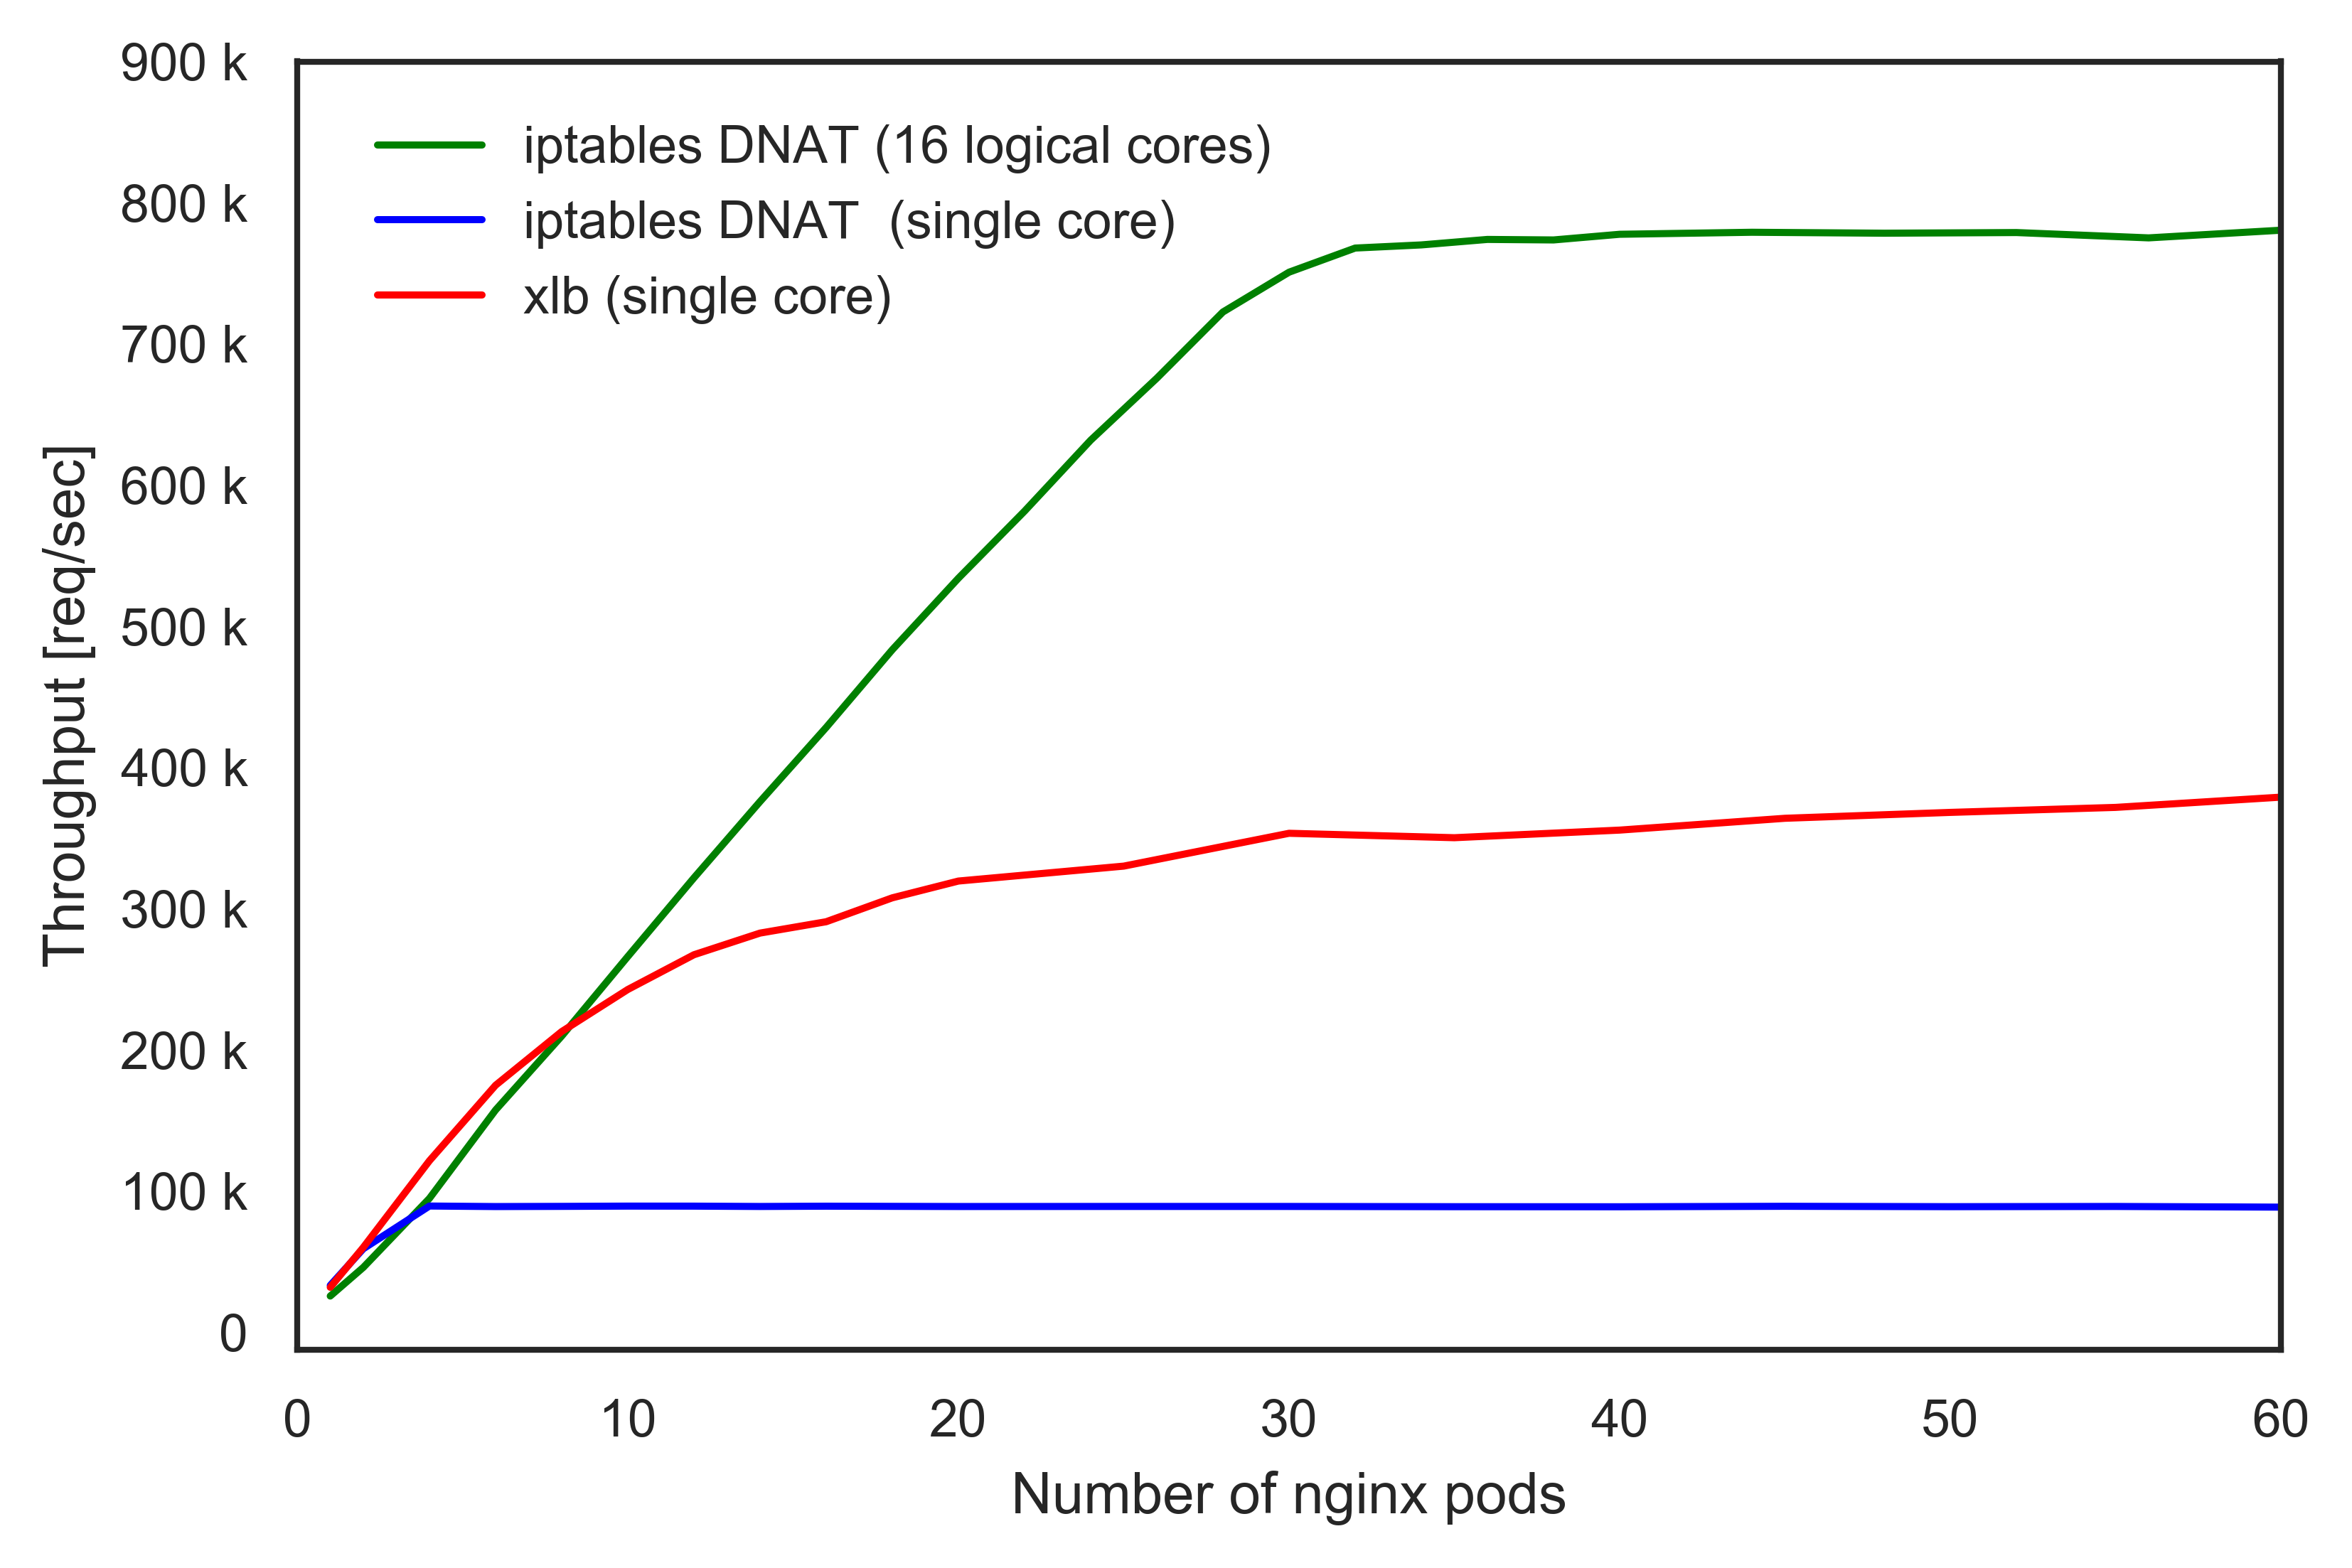 900 k
800 k
700 k
600 k
500 k
400 k
300 k
200 k
100 k
0
Throughput [req/sec]
iptables DNAT (16 logical cores)
iptables DNAT (single core)
xlb (single core)
0 10 20 30 40 50 60
Number of nginx pods